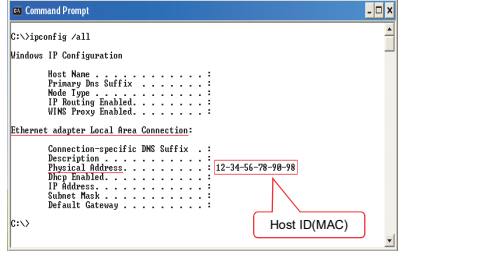 Command Prompt
C:\>ipconfig /all
Windows IP Configuration
Host Name . . . . . . . . . . . . :
Primary Dns Suffix  . . . . . . . :
Node Type . . . . . . . . . . . . :
IP Routing Enabled. . . . . . . . :
WINS Proxy Enabled. . . . . . . . :
Ethernet adapter Local Area Connection:
Connection-specific DNS Suffix  . :
Description . . . . . . . . . . . :
Physical Address. . . . . . . . . : 12-34-56-78-90-98
Dhcp Enabled. . . . . . . . . . . :
IP Address. . . . . . . . . . . . :
Subnet Mask . . . . . . . . . . . :
Default Gateway . . . . . . . . . :
Host ID(MAC)
C:\>